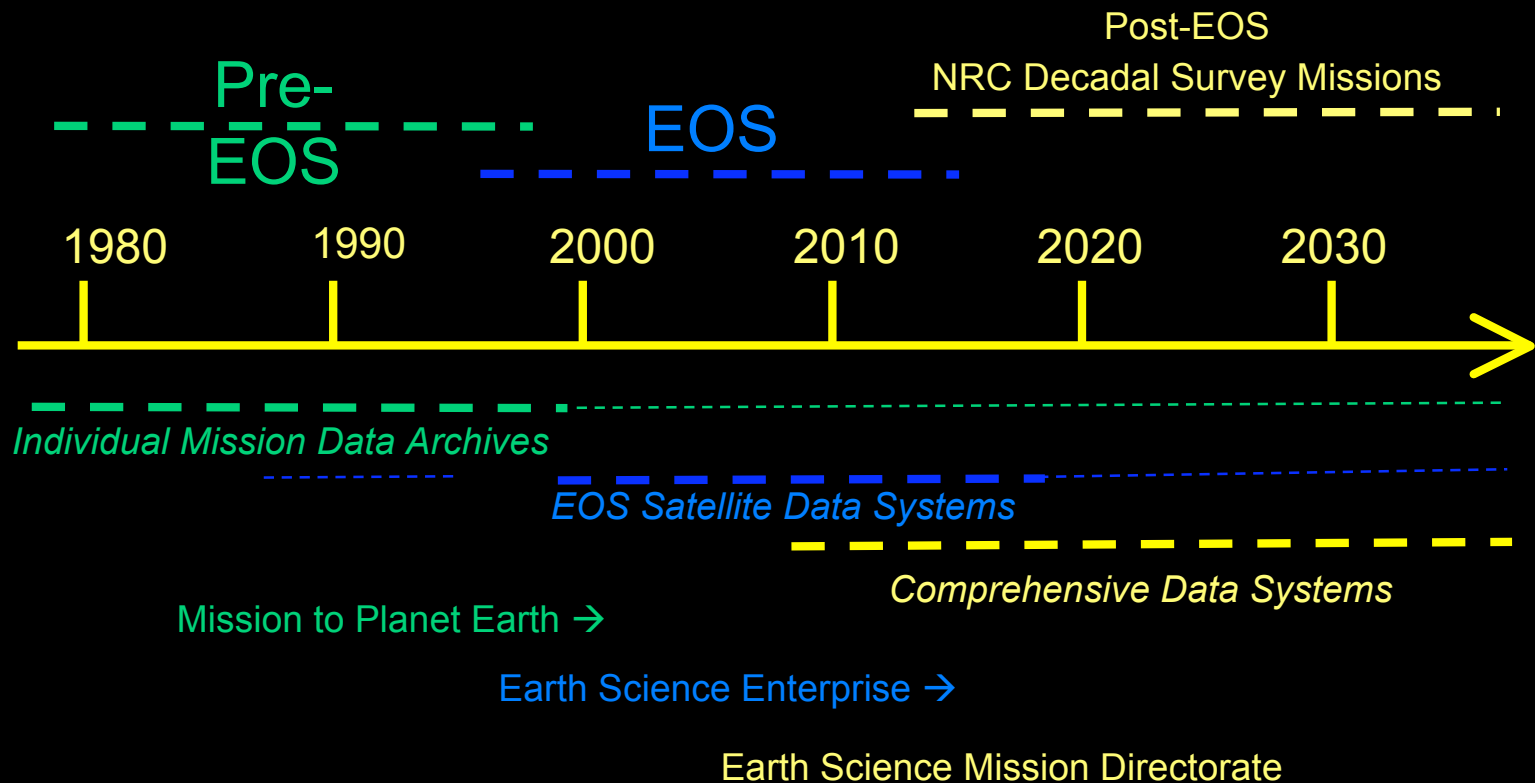 Post-EOS
NRC Decadal Survey Missions
Pre-
EOS
EOS
1980 1990 2000 2010 2020 2030
Individual Mission Data Archives
EOS Satellite Data Systems
Comprehensive Data Systems
Mission to Planet Earth →
Earth Science Enterprise →
Earth Science Mission Directorate